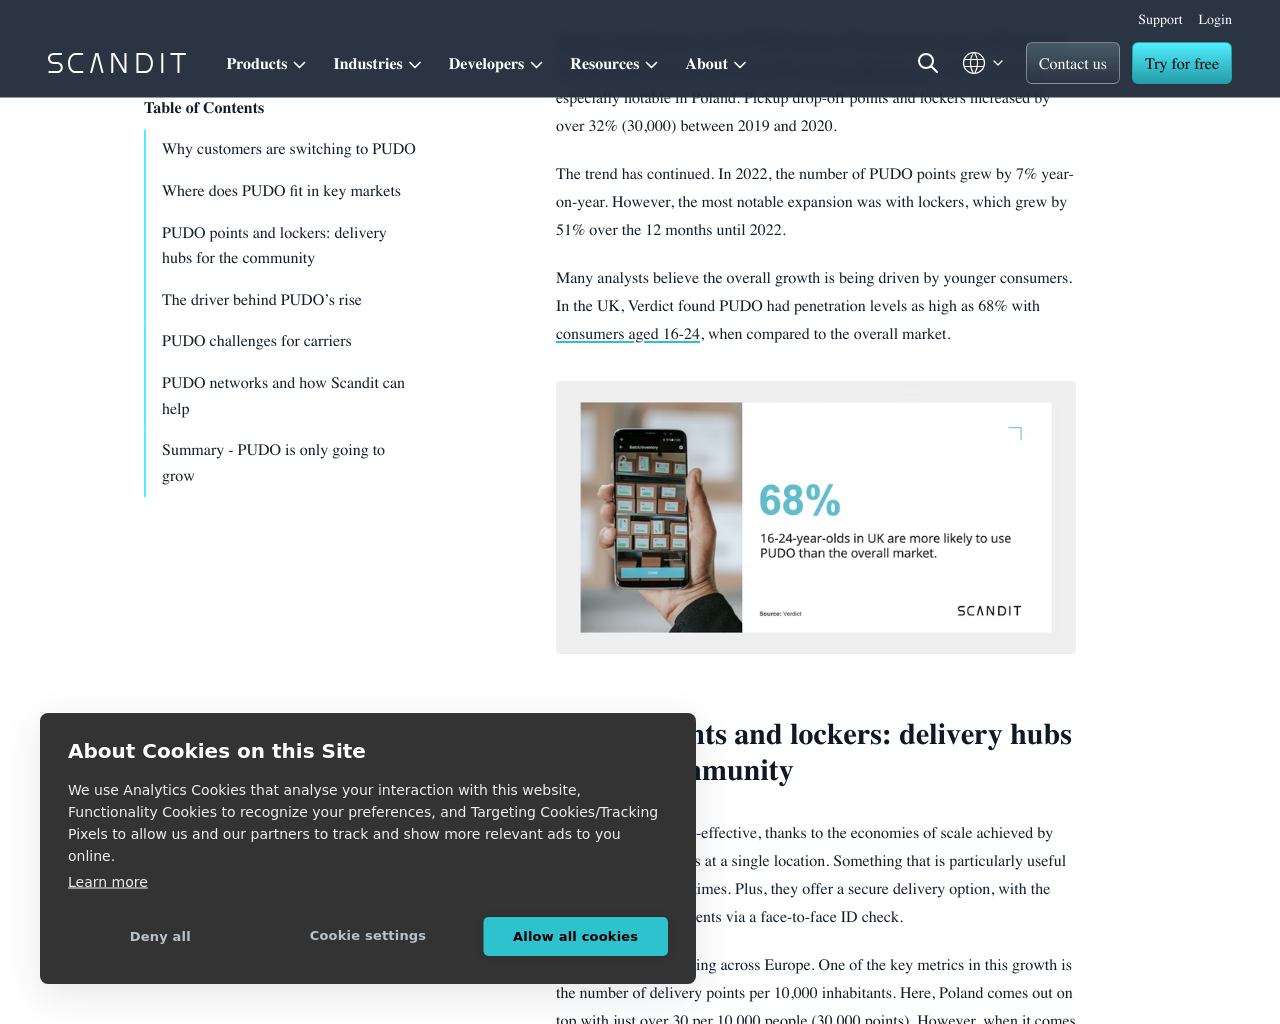 Support Login
SCANDIT
Products Industries Developers Resources About
Contact us
Try for free
Table of Contents
Why customers are switching to PUDO
Where does PUDO fit in key markets
PUDO points and lockers: delivery
hubs for the community
The driver behind PUDO’s rise
PUDO challenges for carriers
PUDO networks and how Scandit can
help
Summary - PUDO is only going to
grow
especially notable in Poland. Pickup drop-off points and lockers increased by
over 32% (30,000) between 2019 and 2020.
The trend has continued. In 2022, the number of PUDO points grew by 7% year-
on-year. However, the most notable expansion was with lockers, which grew by
51% over the 12 months until 2022.
Many analysts believe the overall growth is being driven by younger consumers.
In the UK, Verdict found PUDO had penetration levels as high as 68% with
consumers aged 16-24, when compared to the overall market.
68%
16-24-year-olds in UK are more likely to use
PUDO than the overall market.
Source: Verdict
SCANDIT
nts and lockers: delivery hubs
mmunity
-effective, thanks to the economies of scale achieved by
s at a single location. Something that is particularly useful
times. Plus, they offer a secure delivery option, with the
ents via a face-to-face ID check.
ing across Europe. One of the key metrics in this growth is
the number of delivery points per 10,000 inhabitants. Here, Poland comes out on
top with just over 30 per 10,000 people (30,000 points). However, when it comes
About Cookies on this Site
We use Analytics Cookies that analyse your interaction with this website,
Functionality Cookies to recognize your preferences, and Targeting Cookies/Tracking
Pixels to allow us and our partners to track and show more relevant ads to you
online.
Learn more
Deny all
Cookie settings
Allow all cookies